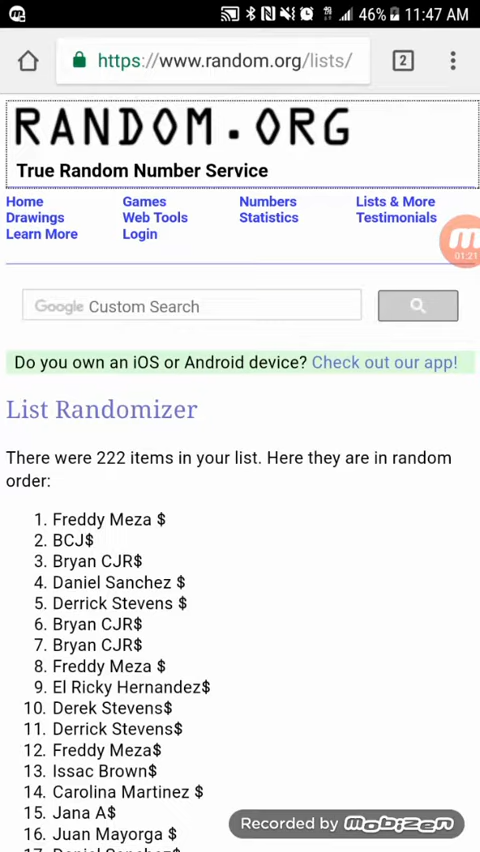 46% 11:47 AM
https://www.random.org/lists/
2
RANDOM.ORG
True Random Number Service
Home Games Numbers Lists & More
Drawings Web Tools Statistics Testimonials
Learn More Login
01:21
Google Custom Search
Do you own an iOS or Android device? Check out our app!
List Randomizer
There were 222 items in your list. Here they are in random
order:
1. Freddy Meza $
2. BCJ$
3. Bryan CJR$
4. Daniel Sanchez $
5. Derrick Stevens $
6. Bryan CJR$
7. Bryan CJR$
8. Freddy Meza $
9. El Ricky Hernandez$
10. Derek Stevens$
11. Derrick Stevens$
12. Freddy Meza$
13. Issac Brown$
14. Carolina Martinez $
15. Jana A$
16. Juan Mayorga $
17. Daniel Sanchez$
Recorded by mobizen